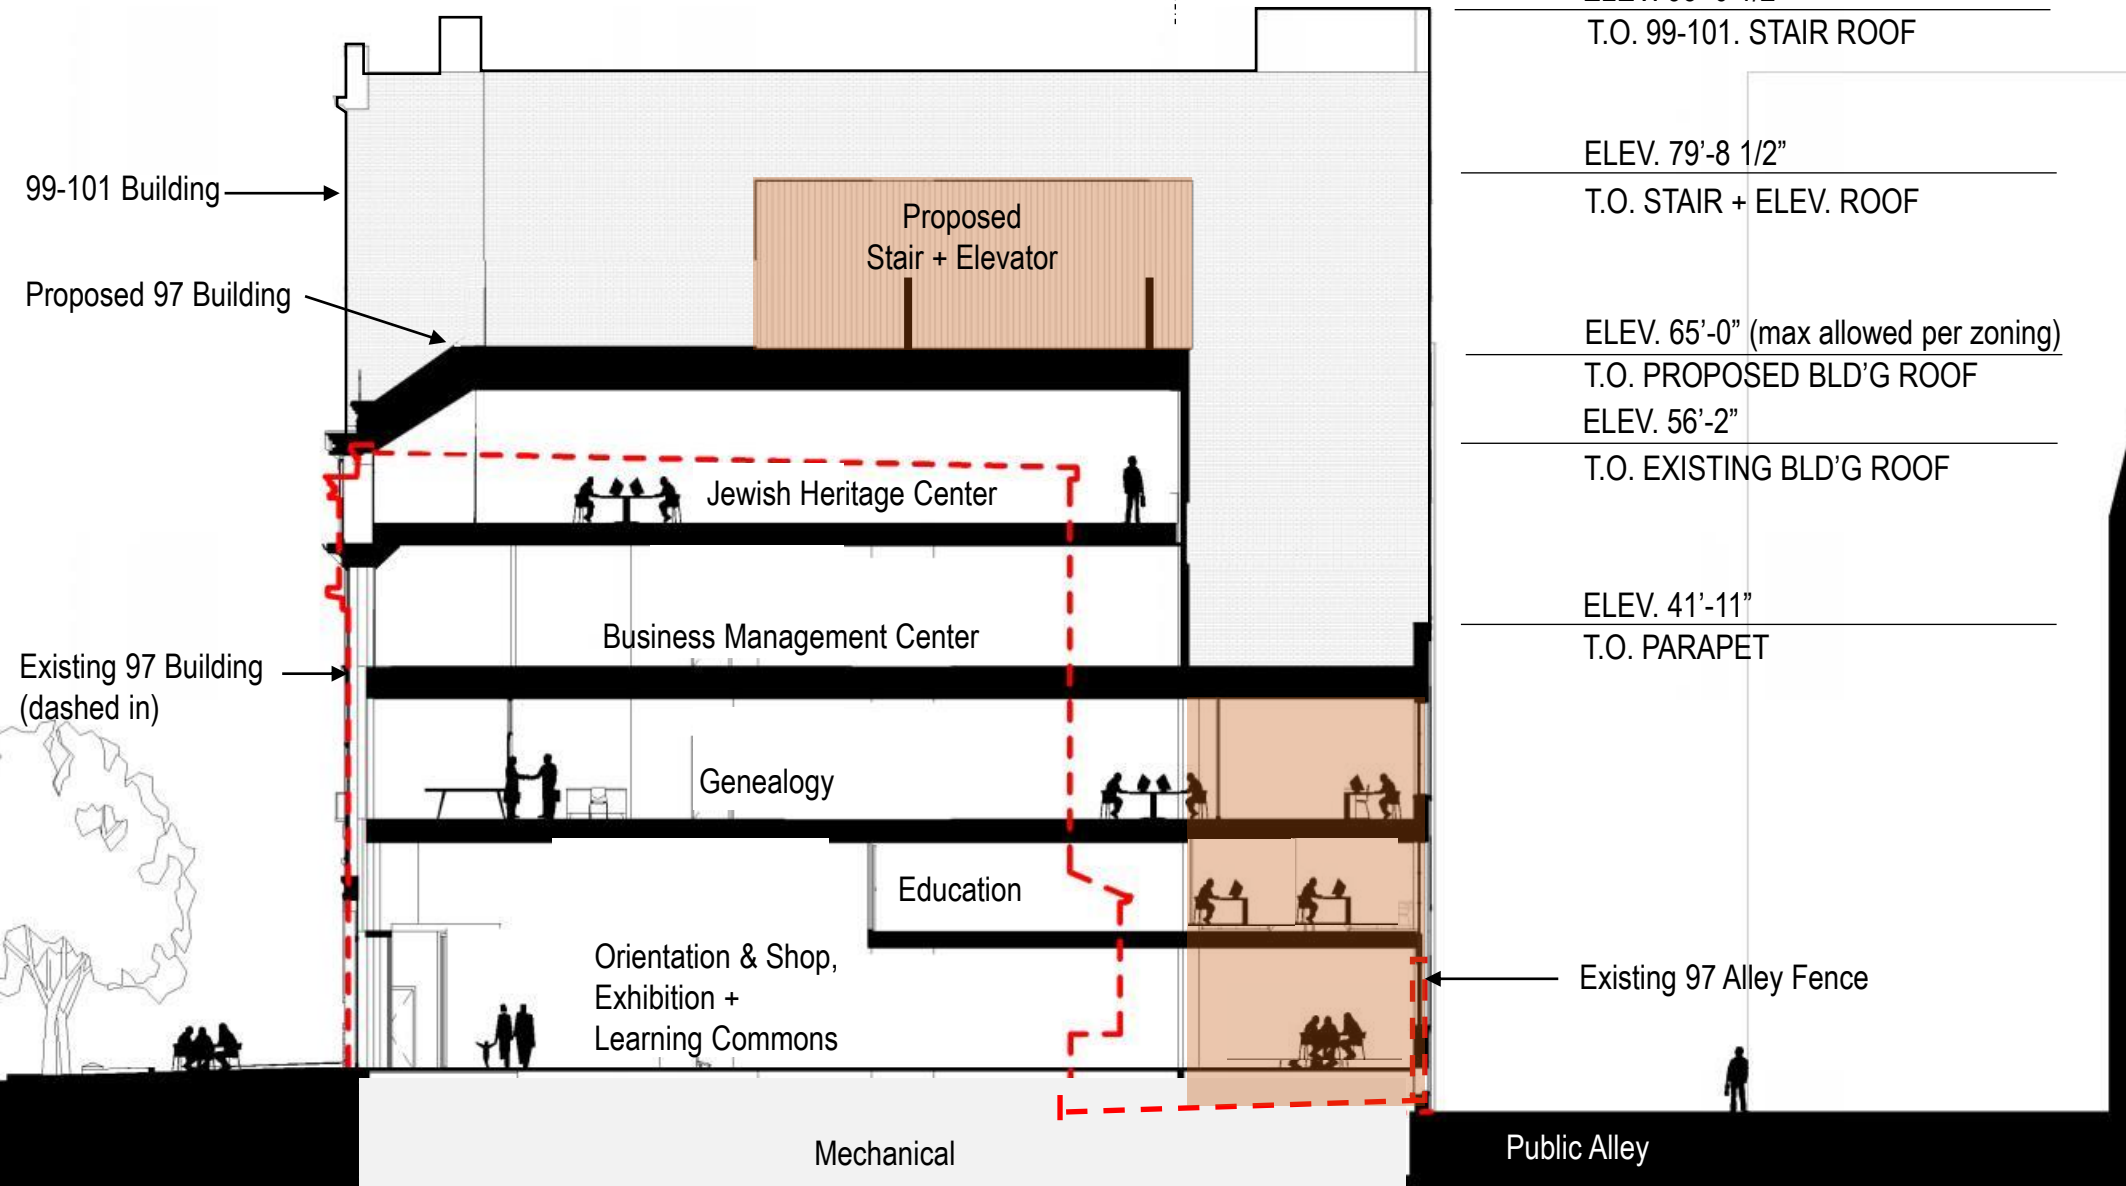 T.O. 99-101. STAIR ROOF
ELEV. 79’-8 1/2”
T.O. STAIR + ELEV. ROOF
ELEV. 65’-0” (max allowed per zoning)
T.O. PROPOSED BLD’G ROOF
ELEV. 56’-2”
T.O. EXISTING BLD’G ROOF
ELEV. 41’-11”
T.O. PARAPET
99-101 Building
Proposed 97 Building
Existing 97 Building
(dashed in)
Proposed
Stair + Elevator
Jewish Heritage Center
Business Management Center
Genealogy
Education
Orientation & Shop,
Exhibition +
Learning Commons
Existing 97 Alley Fence
Mechanical
Public Alley